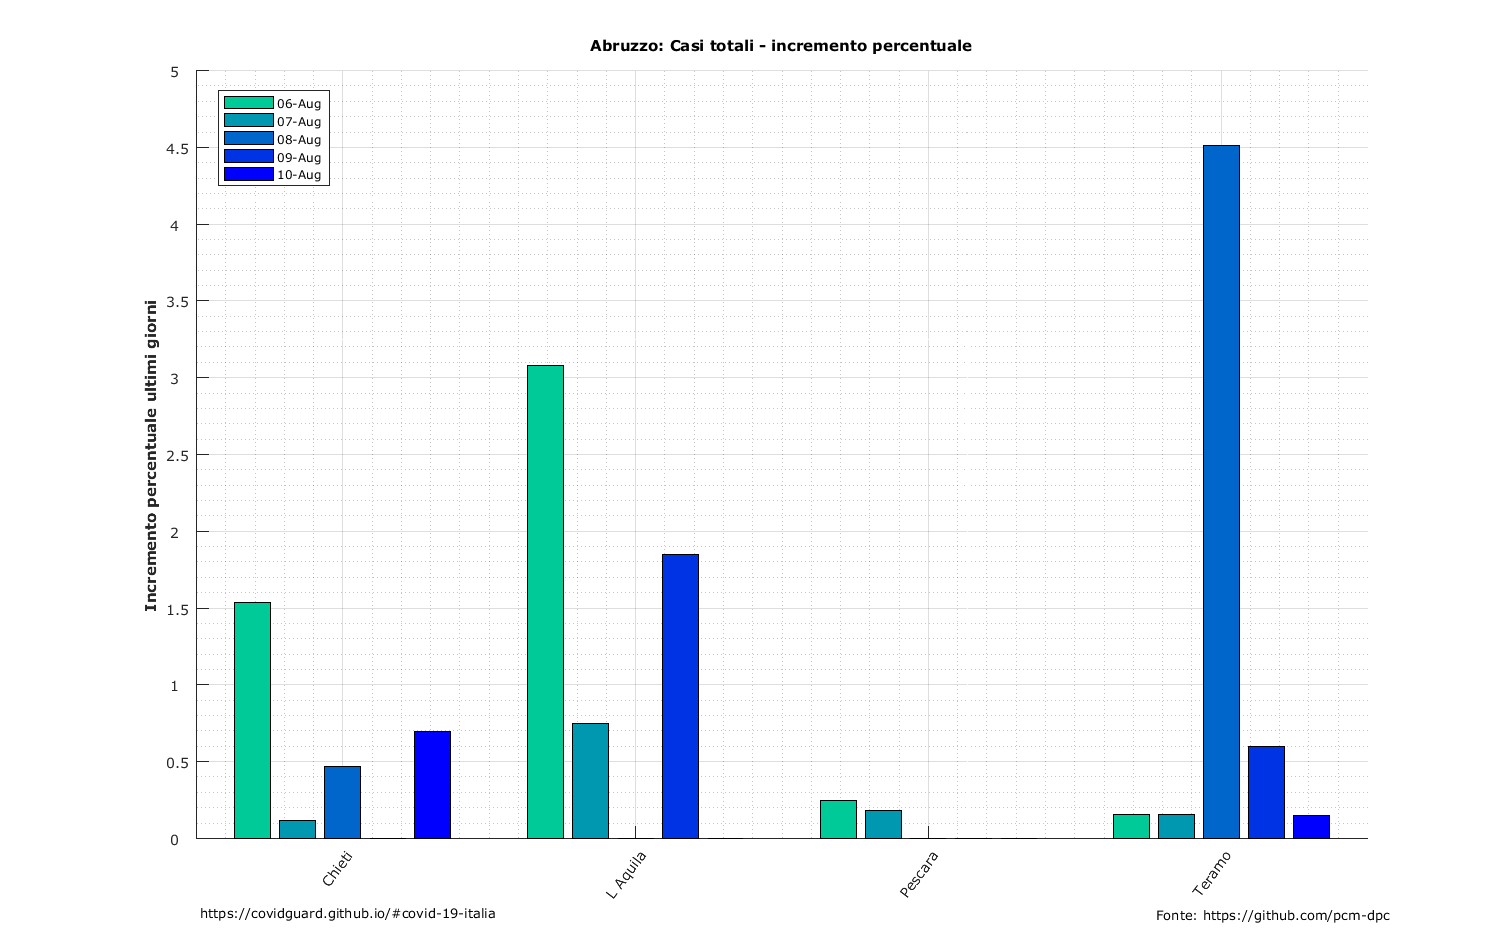 Abruzzo: Casi totali - incremento percentuale
5
4.5
4
3.5
3
2.5
2
1.5
1
0.5
0
Incremento percentuale ultimi giorni
06-Aug
07-Aug
08-Aug
09-Aug
10-Aug
Chieti
L Aquila
Pescara
Teramo
https://covidguard.github.io/#covid-19-italia
Fonte: https://github.com/pcm-dpc